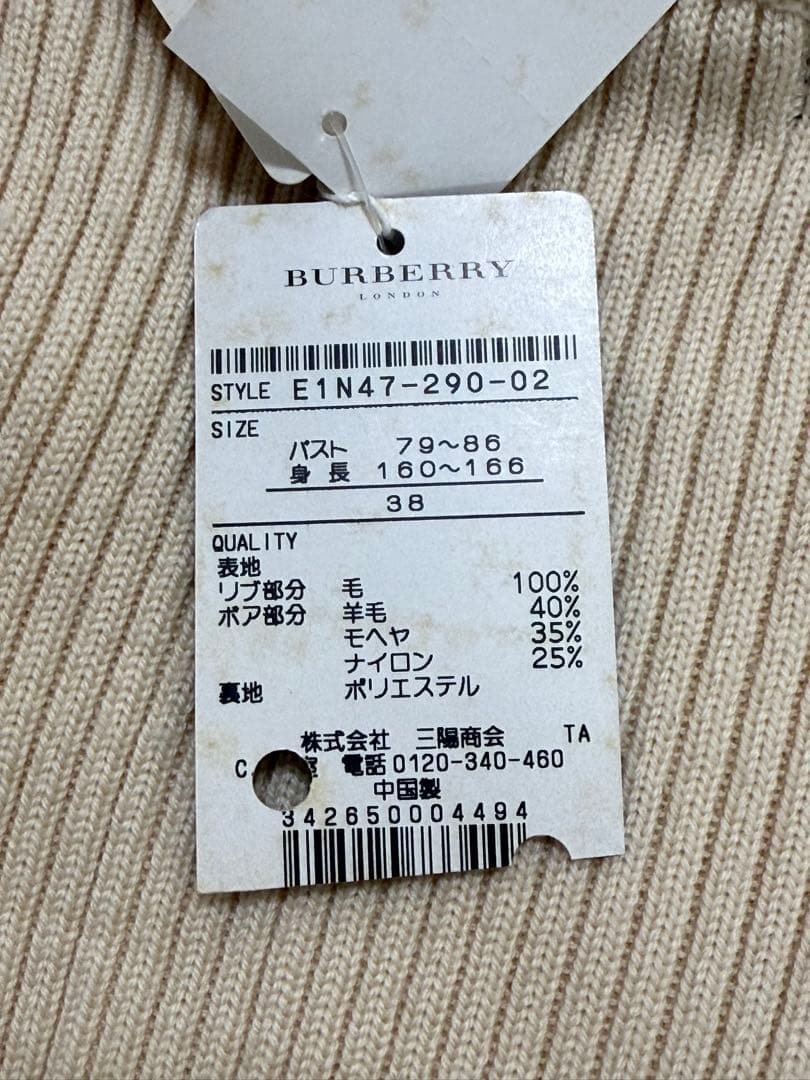 BURBERRY
LONDON
STYLE E1N47-290-02
SIZE
バスト 79～86
身長 160～166
38
QUALITY
表地
リブ部分 毛 100%
ボア部分 羊毛 40%
モヘヤ 35%
ナイロン 25%
裏地 ポリエステル
株式会社 三陽商会 TA
C. 室 電話 0120-340-460
中国製
342650004494